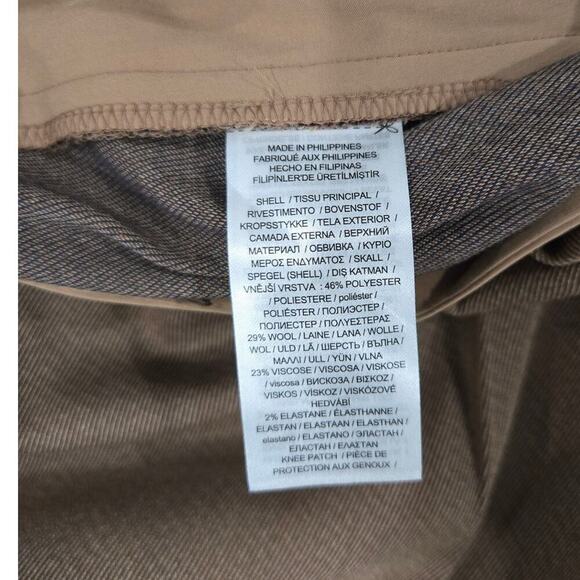 MADE IN PHILIPPINES
FABRIQUÉ AUX PHILIPPINES
HECHO EN FILIPINAS
FİLİPİNLER'DE ÜRETİLMİŞTİR
SHELL / TISSU PRINCIPAL /
RIVESTIMENTO / BOVENSTOF /
KROPSSTYKKE / TELA EXTERIOR /
CAMADA EXTERNA / ВЕРХНИЙ
МАТЕРИАЛ / ОБВИВКА / ΚΥΡΙΟ
ΜΕΡΟΣ ΕΝΔΥΜΑΤΟΣ / SKALL /
SPEGEL (SHELL) / DIŞ KATMAN /
VNĚJŠÍ VRSTVA : 46% POLYESTER
/ POLIESTERE / poliéster /
POLIÉSTER / ПОЛИЭСТЕР /
ПОЛИЕСТЕР / ΠΟΛΥΕΣΤΕΡΑΣ
29% WOOL / LAINE / LANA / WOLLE /
WOL / ULD / LÃ / ШЕРСТЬ / ВЪЛНА /
ΜΑΛΛΙ / ULL / YÜN / VLNA
23% VISCOSE / VISCOSA / VISKOSE
/ viscosa / ВИСКОЗА / ΒΙΣΚΟΖ /
VISKOS / VİSKOZ / VISKÓZOVÉ
HEDVÁBÍ
2% ELASTANE / ÉLASTHANNE /
ELASTAN / ELASTAAN / ELASTHAN /
elastano / ELASTANO / ЭЛАСТАН /
ЕЛАСТАН / ΕΛΑΣΤΑΝ
KNEE PATCH / PIÈCE DE
PROTECTION AUX GENOUX /